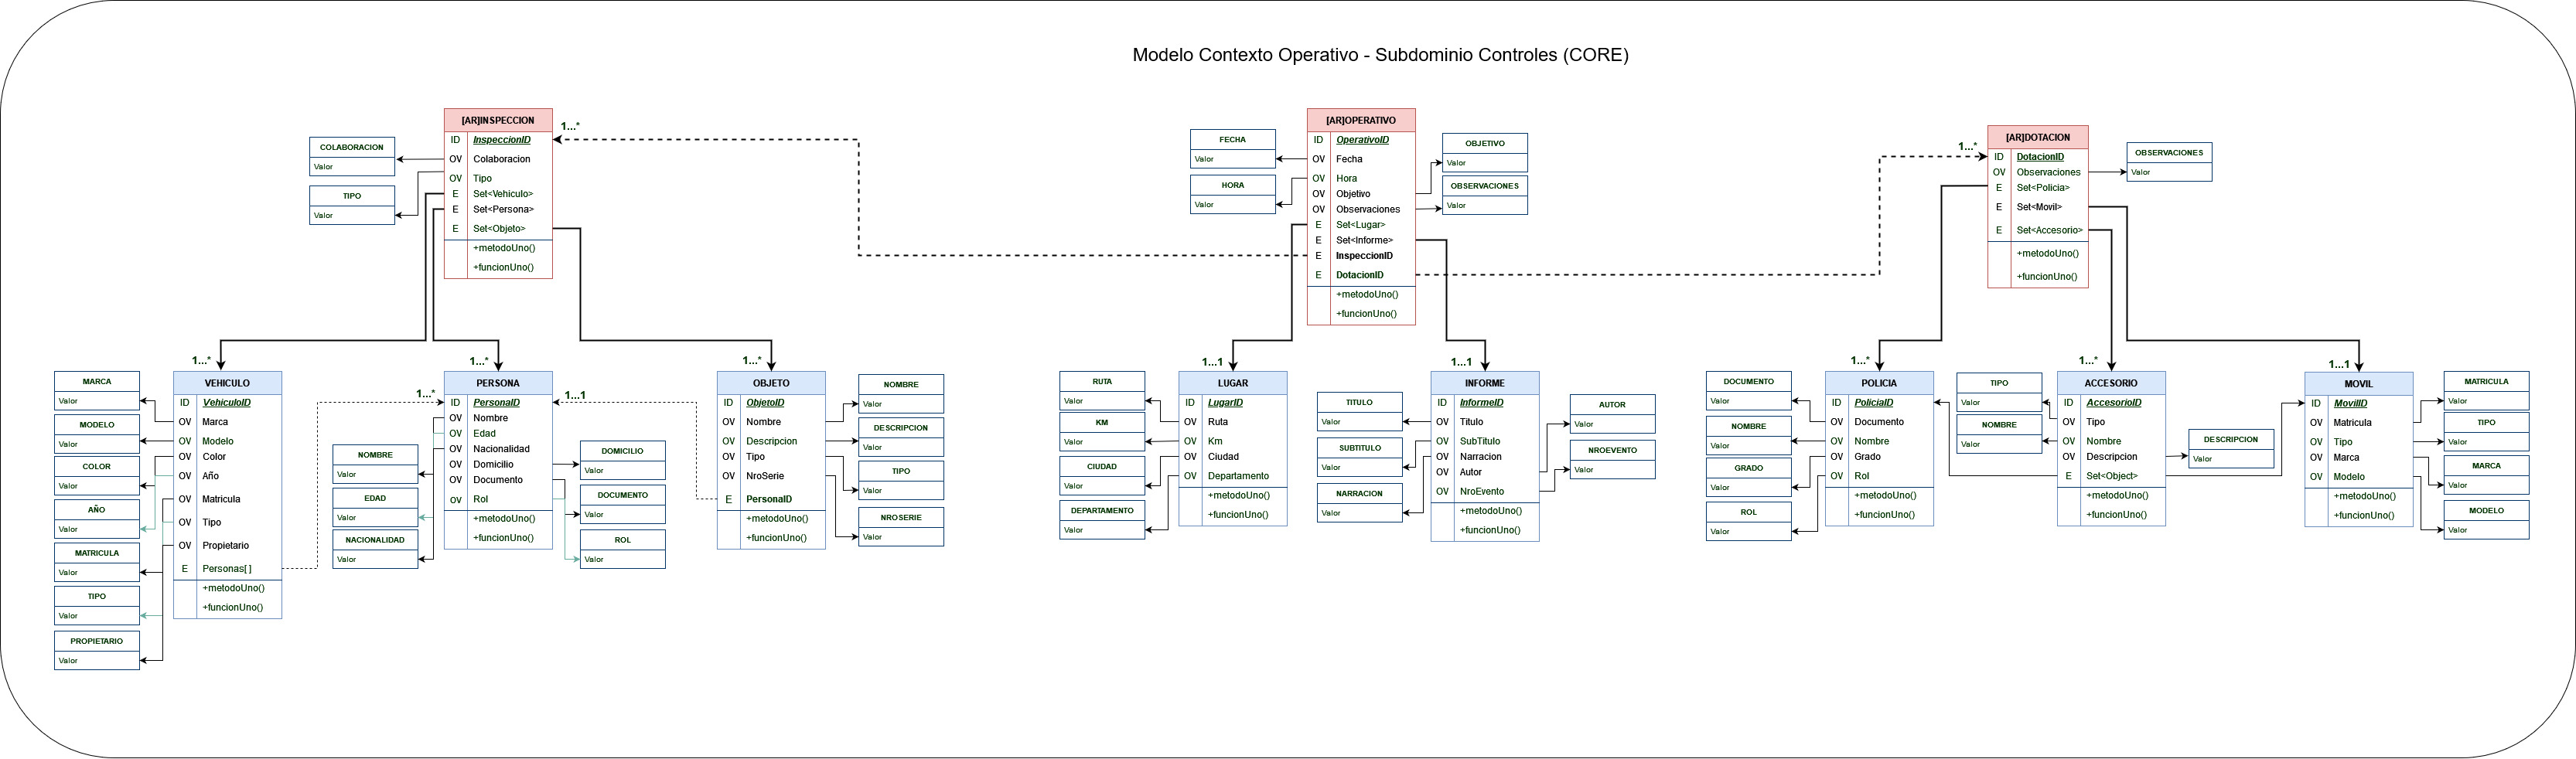 Modelo Contexto Operativo - Subdominio Controles (CORE)
[AR]INSPECCION
ID InspeccionID
OV Colaboracion
OV Tipo
E Set<Vehiculo>
E Set<Persona>
E Set<Objeto>
+metodoUno()
+funcionUno()
COLABORACION
Valor
TIPO
Valor
1...*
[AR]OPERATIVO
ID OperativoID
OV Fecha
OV Hora
OV Objetivo
OV Observaciones
E Set<Lugar>
E Set<Informe>
E InspeccionID
E DotacionID
+metodoUno()
+funcionUno()
FECHA
Valor
HORA
Valor
OBJETIVO
Valor
OBSERVACIONES
Valor
1...*
[AR]DOTACION
ID DotacionID
OV Observaciones
E Set<Policia>
E Set<Movil>
E Set<Accesorio>
+metodoUno()
+funcionUno()
OBSERVACIONES
Valor
1...*
VEHICULO
ID VehiculoID
OV Marca
OV Modelo
OV Color
OV Año
OV Matricula
OV Tipo
OV Propietario
E Personas[ ]
+metodoUno()
+funcionUno()
MARCA
Valor
MODELO
Valor
COLOR
Valor
AÑO
Valor
MATRICULA
Valor
TIPO
Valor
PROPIETARIO
Valor
1...*
1...*
PERSONA
ID PersonaID
OV Nombre
OV Edad
OV Nacionalidad
OV Domicilio
OV Documento
OV Rol
+metodoUno()
+funcionUno()
1...1
NOMBRE
Valor
EDAD
Valor
NACIONALIDAD
Valor
DOMICILIO
Valor
DOCUMENTO
Valor
ROL
Valor
1...*
OBJETO
ID ObjetoID
OV Nombre
OV Descripcion
OV Tipo
OV NroSerie
E PersonaID
+metodoUno()
+funcionUno()
NOMBRE
Valor
DESCRIPCION
Valor
TIPO
Valor
NROSERIE
Valor
1...1
LUGAR
ID LugarID
OV Ruta
OV Km
OV Ciudad
OV Departamento
+metodoUno()
+funcionUno()
RUTA
Valor
KM
Valor
CIUDAD
Valor
DEPARTAMENTO
Valor
1...1
INFORME
ID InformeID
OV Titulo
OV SubTitulo
OV Narracion
OV Autor
OV NroEvento
+metodoUno()
+funcionUno()
TITULO
Valor
SUBTITULO
Valor
NARRACION
Valor
AUTOR
Valor
NROEVENTO
Valor
1...*
POLICIA
ID PoliciaID
OV Documento
OV Nombre
OV Grado
OV Rol
+metodoUno()
+funcionUno()
DOCUMENTO
Valor
NOMBRE
Valor
GRADO
Valor
ROL
Valor
1...*
ACCESORIO
ID AccesorioID
OV Tipo
OV Nombre
OV Descripcion
E Set<Object>
+metodoUno()
+funcionUno()
TIPO
Valor
NOMBRE
Valor
DESCRIPCION
Valor
1...1
MOVIL
ID MovilID
OV Matricula
OV Tipo
OV Marca
OV Modelo
+metodoUno()
+funcionUno()
MATRICULA
Valor
TIPO
Valor
MARCA
Valor
MODELO
Valor